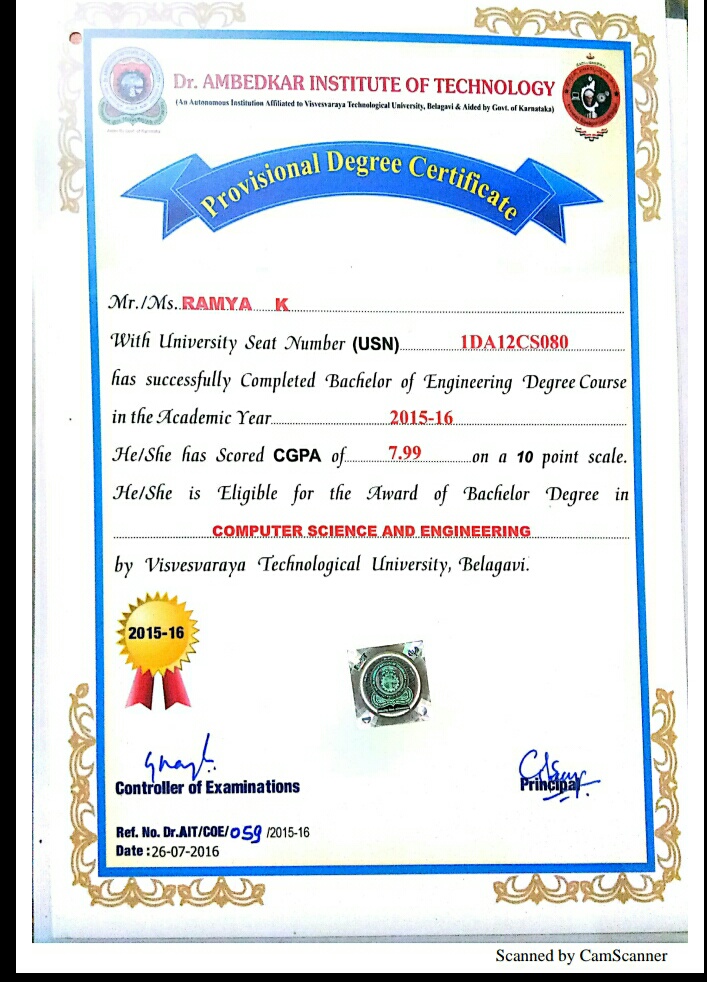 Dr. AMBEDKAR INSTITUTE OF TECHNOLOGY
(An Autonomous Institution Affiliated to Visvesvaraya Technological University, Belagavi & Aided by Govt. of Karnataka)
Provisional Degree Certificate
Mr./Ms. RAMYA K
With University Seat Number (USN) 1DA12CS080
has successfully Completed Bachelor of Engineering Degree Course
in the Academic Year 2015-16
He/She has Scored CGPA of 7.99 on a 10 point scale.
He/She is Eligible for the Award of Bachelor Degree in
COMPUTER SCIENCE AND ENGINEERING
by Visvesvaraya Technological University, Belagavi.
2015-16
Controller of Examinations
Principal
Ref. No. Dr.AIT/COE/059 /2015-16
Date : 26-07-2016
Scanned by CamScanner